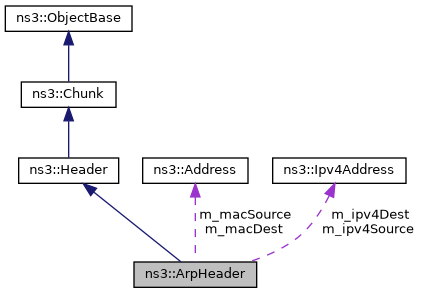 ns3::ObjectBase
ns3::Chunk
ns3::Header
ns3::Address
ns3::Ipv4Address
m_macSource
m_macDest
m_ipv4Dest
m_ipv4Source
ns3::ArpHeader